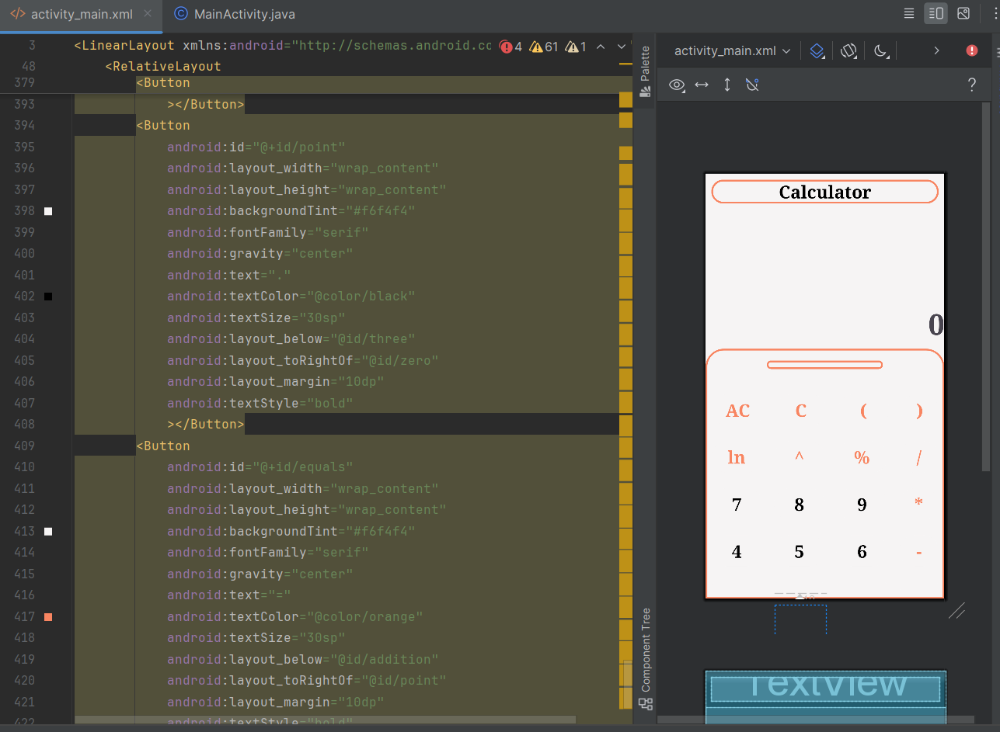 activity_main.xml
MainActivity.java
3 <LinearLayout xmlns:android="http://schemas.android.co 4 61 1
48 <RelativeLayout
379 <Button
393 ></Button>
394 <Button
395 android:id="@+id/point"
396 android:layout_width="wrap_content"
397 android:layout_height="wrap_content"
398 android:backgroundTint="#f6f4f4"
399 android:fontFamily="serif"
400 android:gravity="center"
401 android:text="."
402 android:textColor="@color/black"
403 android:textSize="30sp"
404 android:layout_below="@id/three"
405 android:layout_toRightOf="@id/zero"
406 android:layout_margin="10dp"
407 android:textStyle="bold"
408 ></Button>
409 <Button
410 android:id="@+id/equals"
411 android:layout_width="wrap_content"
412 android:layout_height="wrap_content"
413 android:backgroundTint="#f6f4f4"
414 android:fontFamily="serif"
415 android:gravity="center"
416 android:text="="
417 android:textColor="@color/orange"
418 android:textSize="30sp"
419 android:layout_below="@id/addition"
420 android:layout_toRightOf="@id/point"
421 android:layout_margin="10dp"
422 android:textStyle="bold"
Palette
Component Tree
activity_main.xml
?
Calculator
0
AC C ( )
ln ^ % /
7 8 9 *
4 5 6 -
TextView